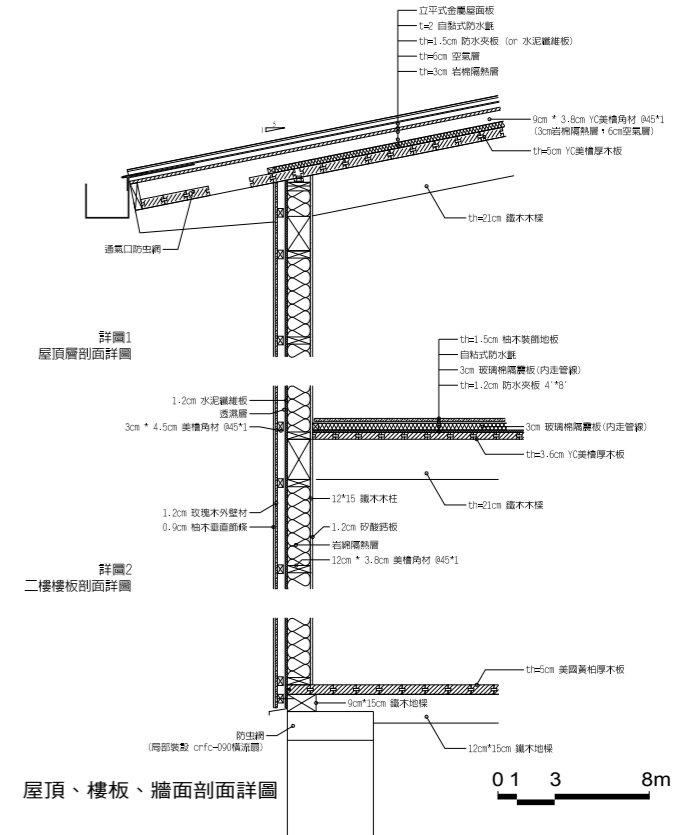 立平式金屬屋面板
t=2 自黏式防水氈
th=1.5cm 防水夾板 (or 水泥纖維板)
th=6cm 空氣層
th=3cm 岩棉隔熱層
5
1
9cm * 3.8cm YC美檜角材 @45*1
(3cm岩棉隔熱層，6cm空氣層)
th=5cm YC美檜厚木板
th=21cm 鐵木木樑
通氣口防虫網
詳圖1
屋頂層剖面詳圖
th=1.5cm 柚木裝飾地板
自粘式防水氈
3cm 玻璃棉隔震板(內走管線)
th=1.2cm 防水夾板 4'*8'
1.2cm 水泥纖維板
透濕層
3cm * 4.5cm 美檜角材 @45*1
3cm 玻璃棉隔震板(內走管線)
th=3.6cm YC美檜厚木板
12*15 鐵木木柱
th=21cm 鐵木木樑
1.2cm 玫瑰木外壁材
0.9cm 柚木垂直飾條
1.2cm 矽酸鈣板
岩綿隔熱層
12cm * 3.8cm 美檜角材 @45*1
詳圖2
二樓樓板剖面詳圖
th=5cm 美國黃柏厚木板
9cm*15cm 鐵木地樑
防虫網
(局部裝設 crfc-090橫流扇)
12cm*15cm 鐵木地樑
屋頂、樓板、牆面剖面詳圖
0 1 3 8m